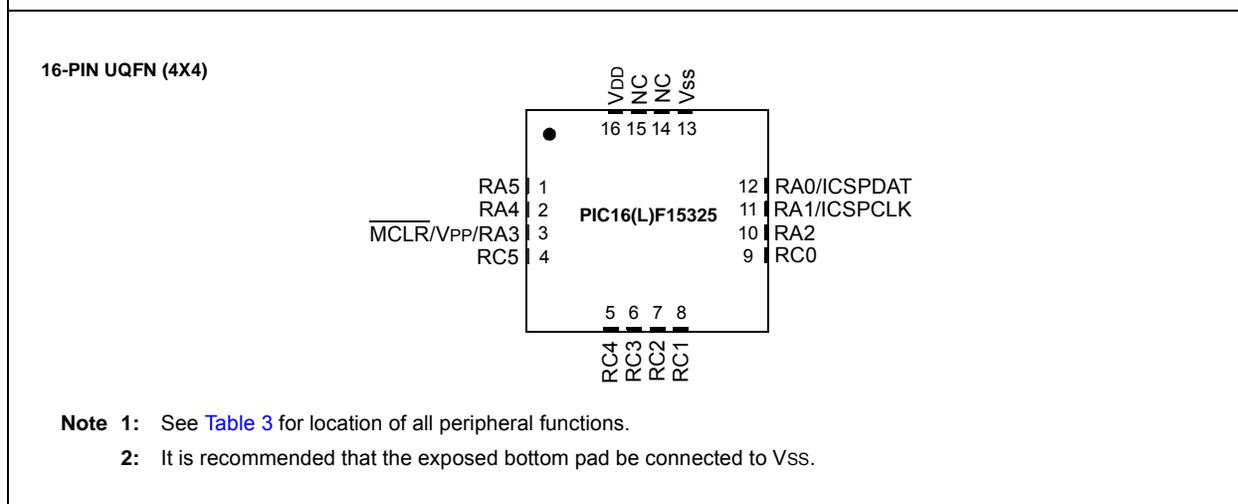 16-PIN UQFN (4X4)
VDD
NC
NC
Vss
16 15 14 13
RA5 1
RA4 2
MCLR/VPP/RA3 3
RC5 4
PIC16(L)F15325
12 RA0/ICSPDAT
11 RA1/ICSPCLK
10 RA2
9 RC0
5 6 7 8
RC4
RC3
RC2
RC1
Note 1: See Table 3 for location of all peripheral functions.
2: It is recommended that the exposed bottom pad be connected to VSS.